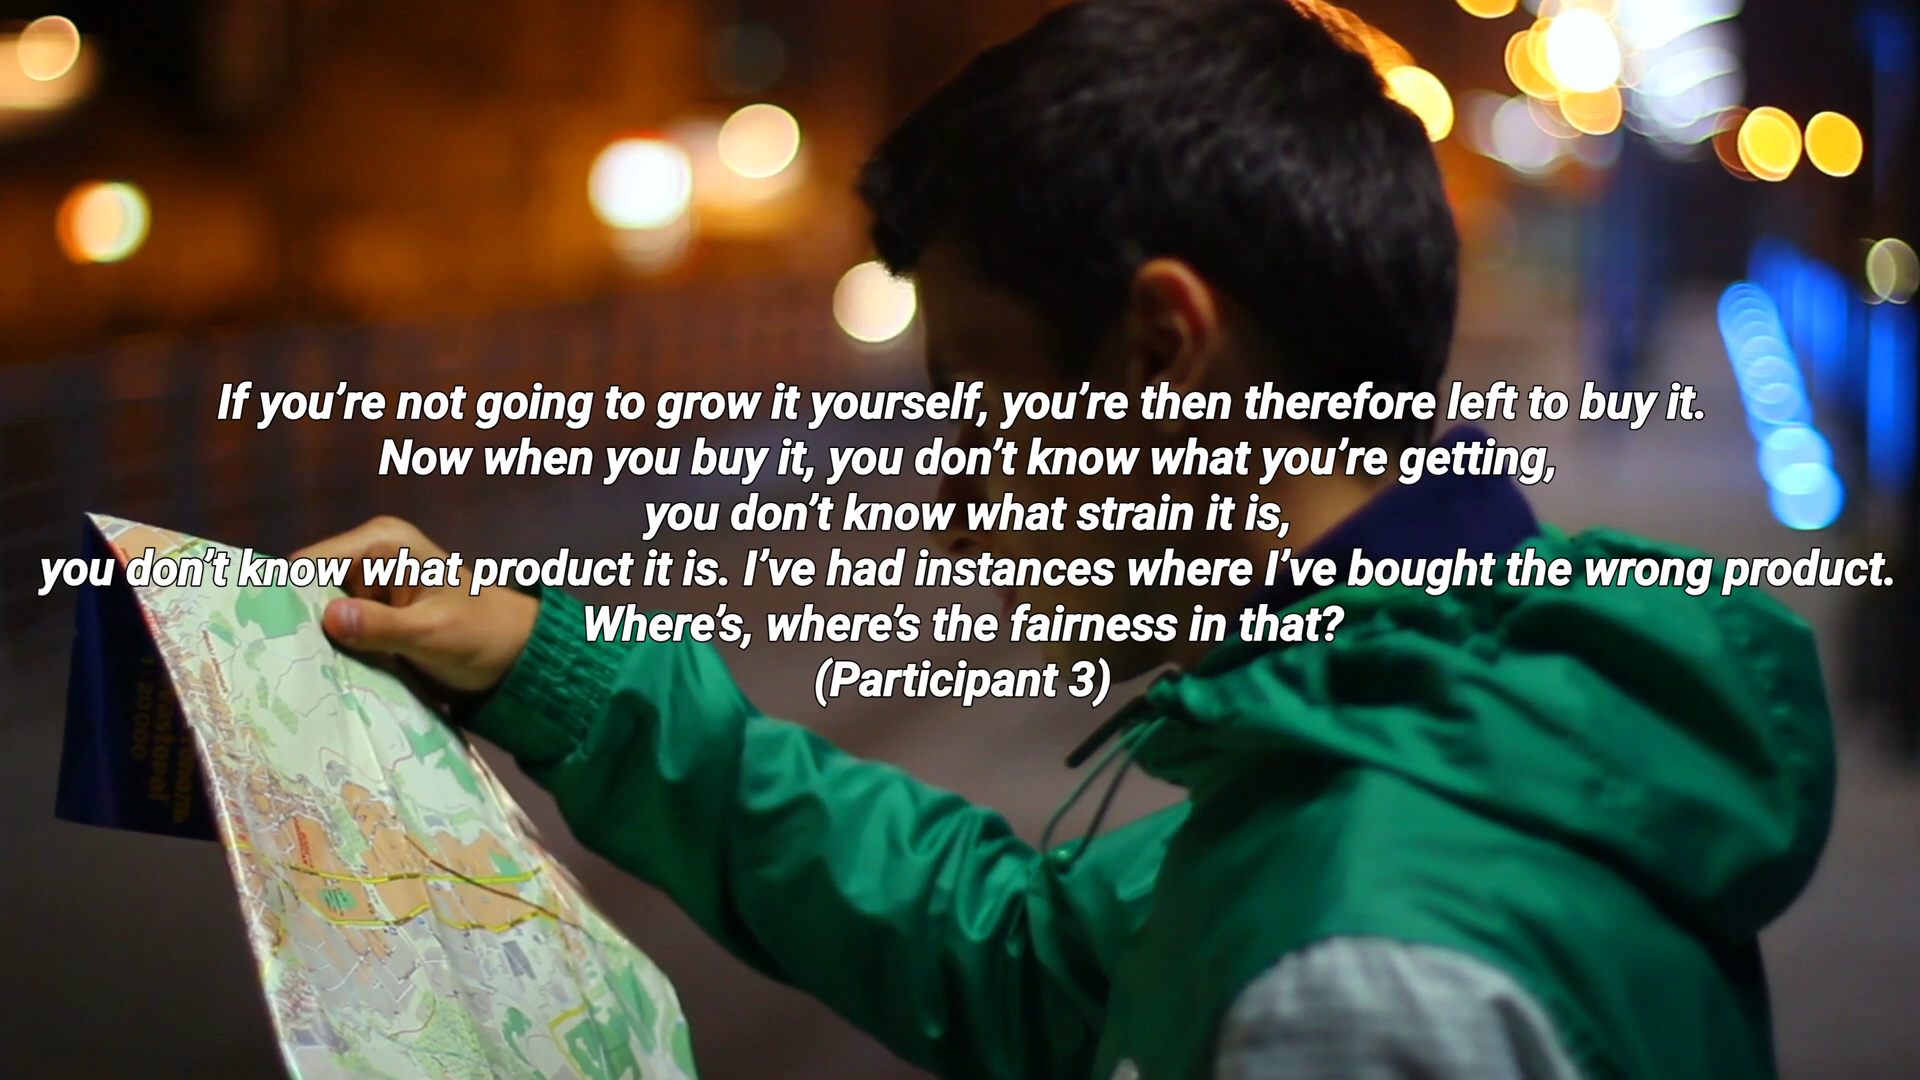 If you’re not going to grow it yourself, you’re then therefore left to buy it.
Now when you buy it, you don’t know what you’re getting,
you don’t know what strain it is,
you don’t know what product it is. I’ve had instances where I’ve bought the wrong product.
Where’s, where’s the fairness in that?
(Participant 3)